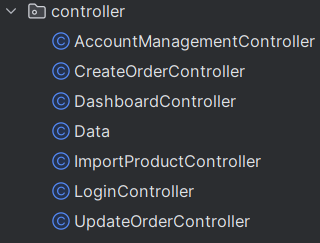 controller
AccountManagementController
CreateOrderController
DashboardController
Data
ImportProductController
LoginController
UpdateOrderController